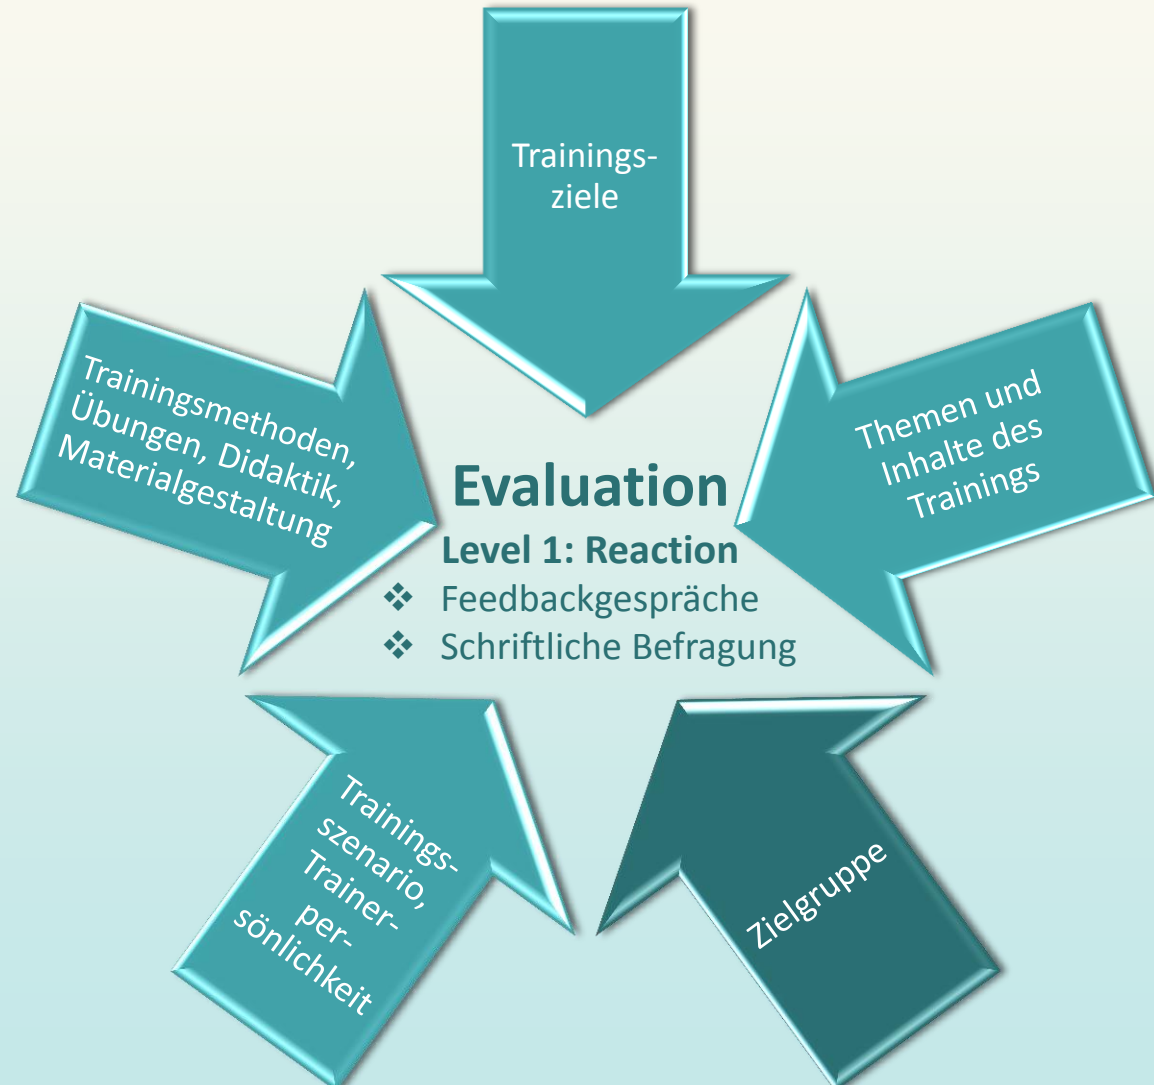 Trainings-
ziele
Themen und
Inhalte des
Trainings
Trainingsmethoden,
Übungen, Didaktik,
Materialgestaltung
Evaluation
Level 1: Reaction
❖ Feedbackgespräche
❖ Schriftliche Befragung
Trainings-
szenario,
Trainer-
per-
sönlichkeit
Zielgruppe